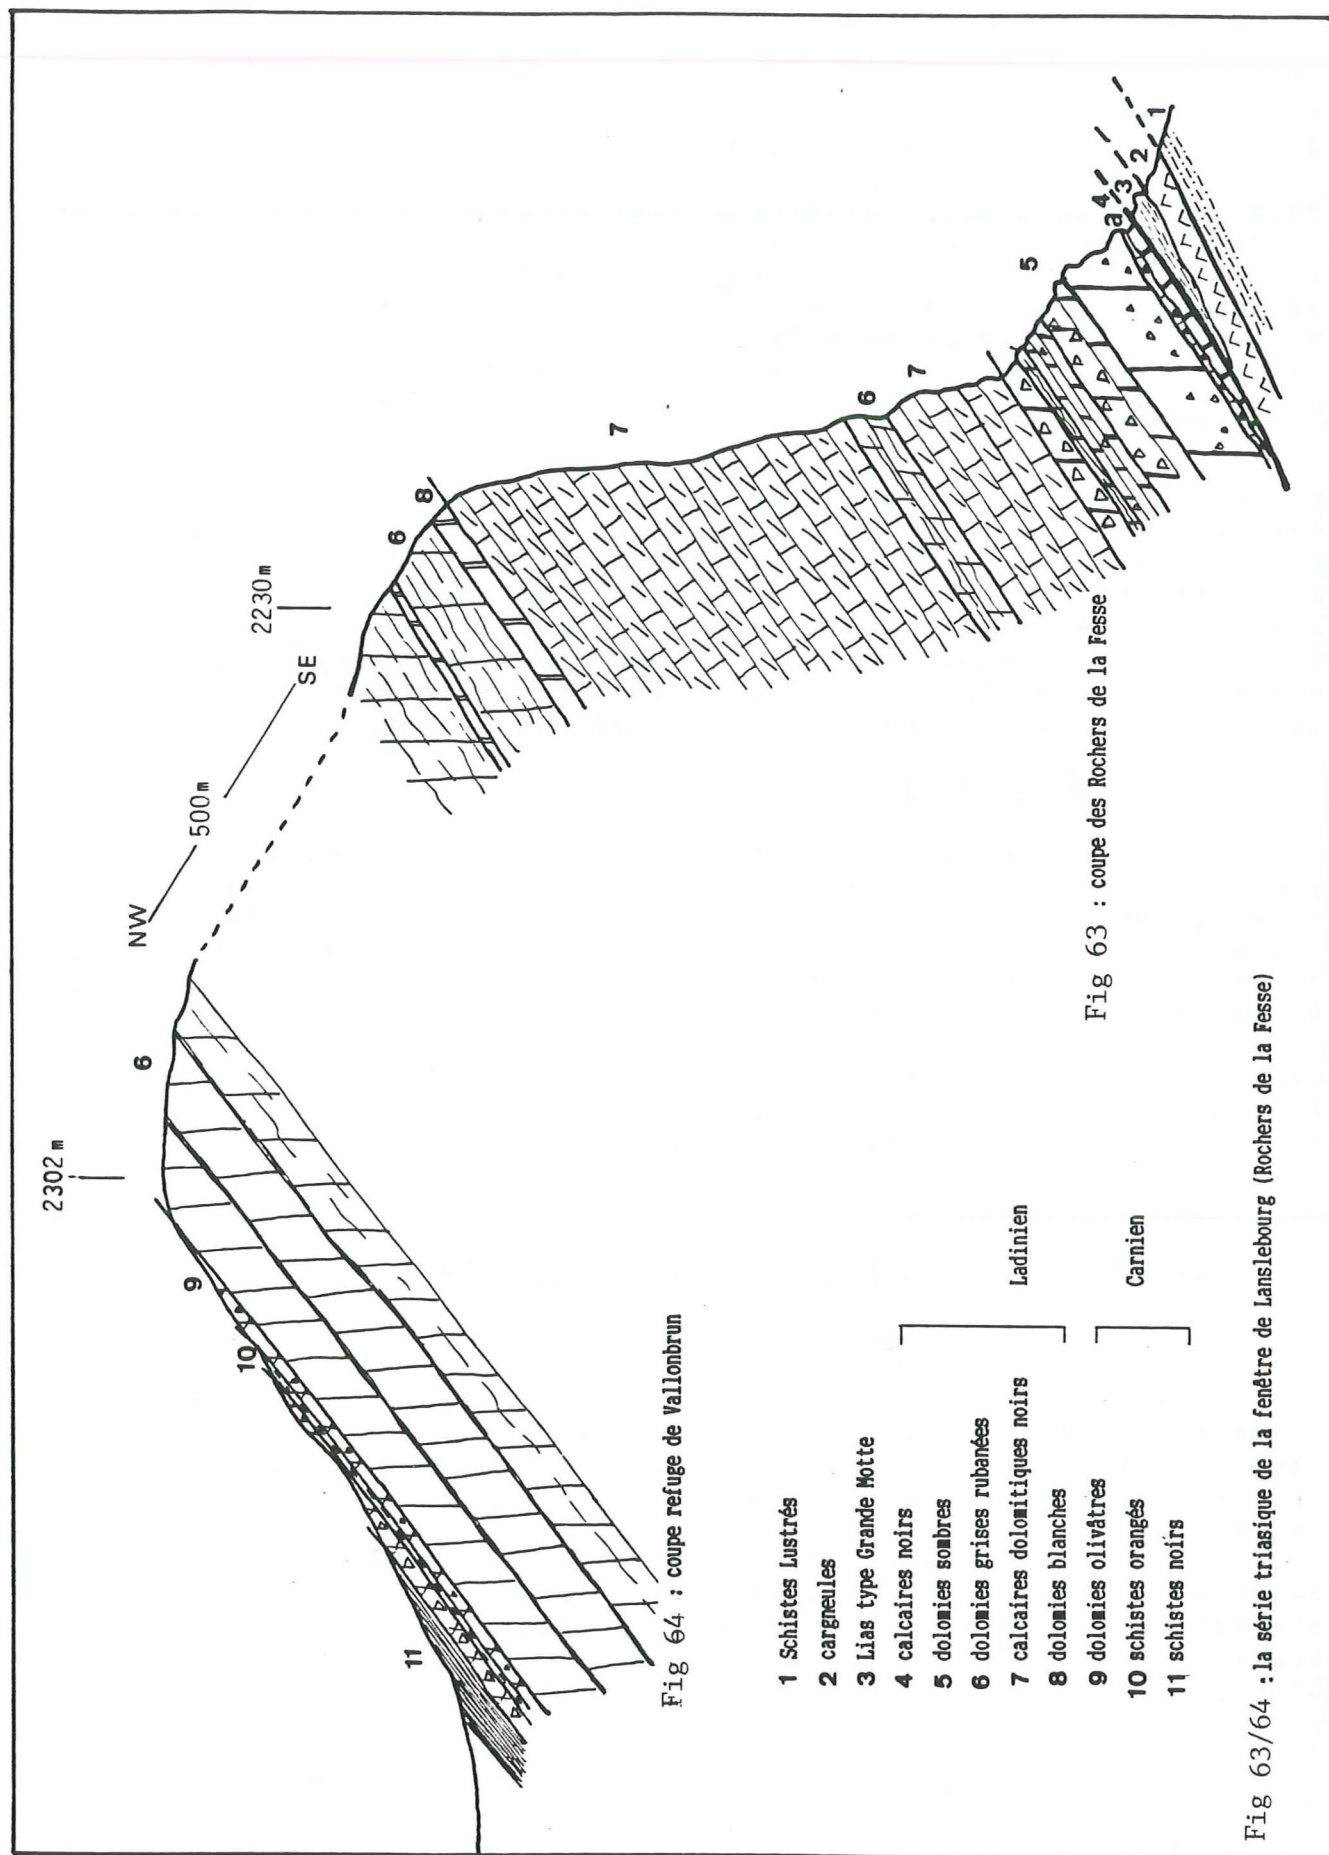 2302 m
NW
500m
SE
2230 m
6
9
10
11
6
8
7
6
7
5
a
4
3
2
1
Fig 64 : coupe refuge de Vallonbrun
Fig 63 : coupe des Rochers de la Fesse
1 Schistes Lustrés
2 cargneules
3 Lias type Grande Motte
4 calcaires noirs
5 dolomies sombres
6 dolomies grises rubanées
7 calcaires dolomitiques noirs
8 dolomies blanches
Ladinien
9 dolomies olivâtres
10 schistes orangés
11 schistes noirs
Carnien
Fig 63/64 : la série triasique de la fenêtre de Lanslebourg (Rochers de la Fesse)